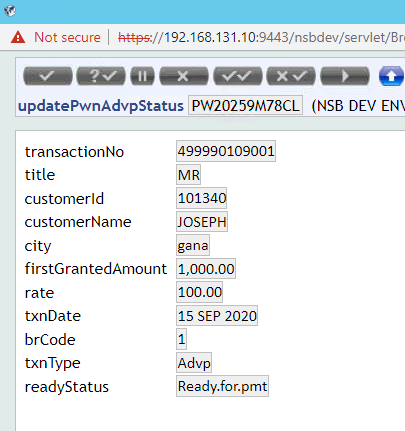 Not secure | https://192.168.131.10:9443/nsbdev/servlet/Bro
updatePwnAdvpStatus PW20259M78CL (NSB DEV ENV
transactionNo 499990109001
title MR
customerId 101340
customerName JOSEPH
city gana
firstGrantedAmount 1,000.00
rate 100.00
txnDate 15 SEP 2020
brCode 1
txnType Advp
readyStatus Ready.for.pmt